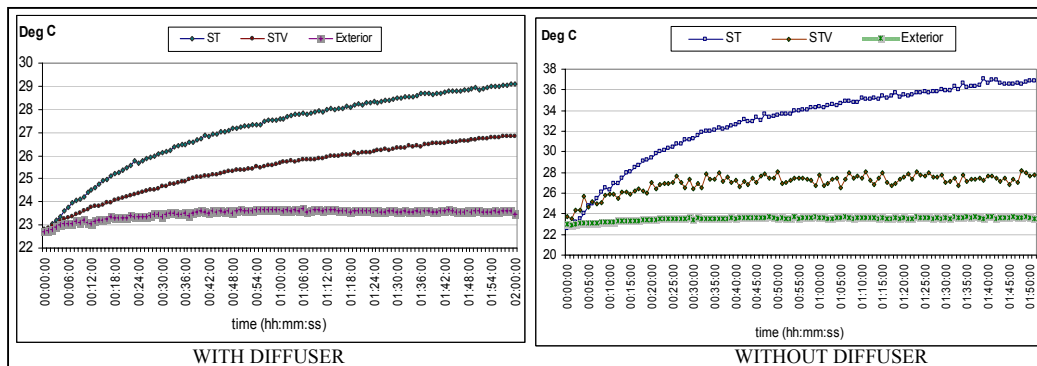 Deg C
ST STV Exterior
30
29
28
27
26
25
24
23
22
00:00:00 00:06:00 00:12:00 00:18:00 00:24:00 00:30:00 00:36:00 00:42:00 00:48:00 00:54:00 01:00:00 01:06:00 01:12:00 01:18:00 01:24:00 01:30:00 01:36:00 01:42:00 01:48:00 01:54:00 02:00:00
time (hh:mm:ss)
WITH DIFFUSER
Deg C
ST STV Exterior
38
36
34
32
30
28
26
24
22
20
00:00:00 00:05:00 00:10:00 00:15:00 00:20:00 00:25:00 00:30:00 00:35:00 00:40:00 00:45:00 00:50:00 00:55:00 01:00:00 01:05:00 01:10:00 01:15:00 01:20:00 01:25:00 01:30:00 01:35:00 01:40:00 01:45:00 01:50:00
time (hh:mm:ss)
WITHOUT DIFFUSER